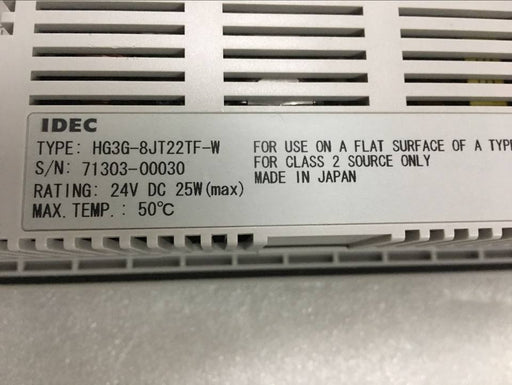 IDEC
TYPE: HG3G-8JT22TF-W
S/N: 71303-00030
RATING: 24V DC 25W(max)
MAX. TEMP.: 50℃
FOR USE ON A FLAT SURFACE OF A TYP
FOR CLASS 2 SOURCE ONLY
MADE IN JAPAN